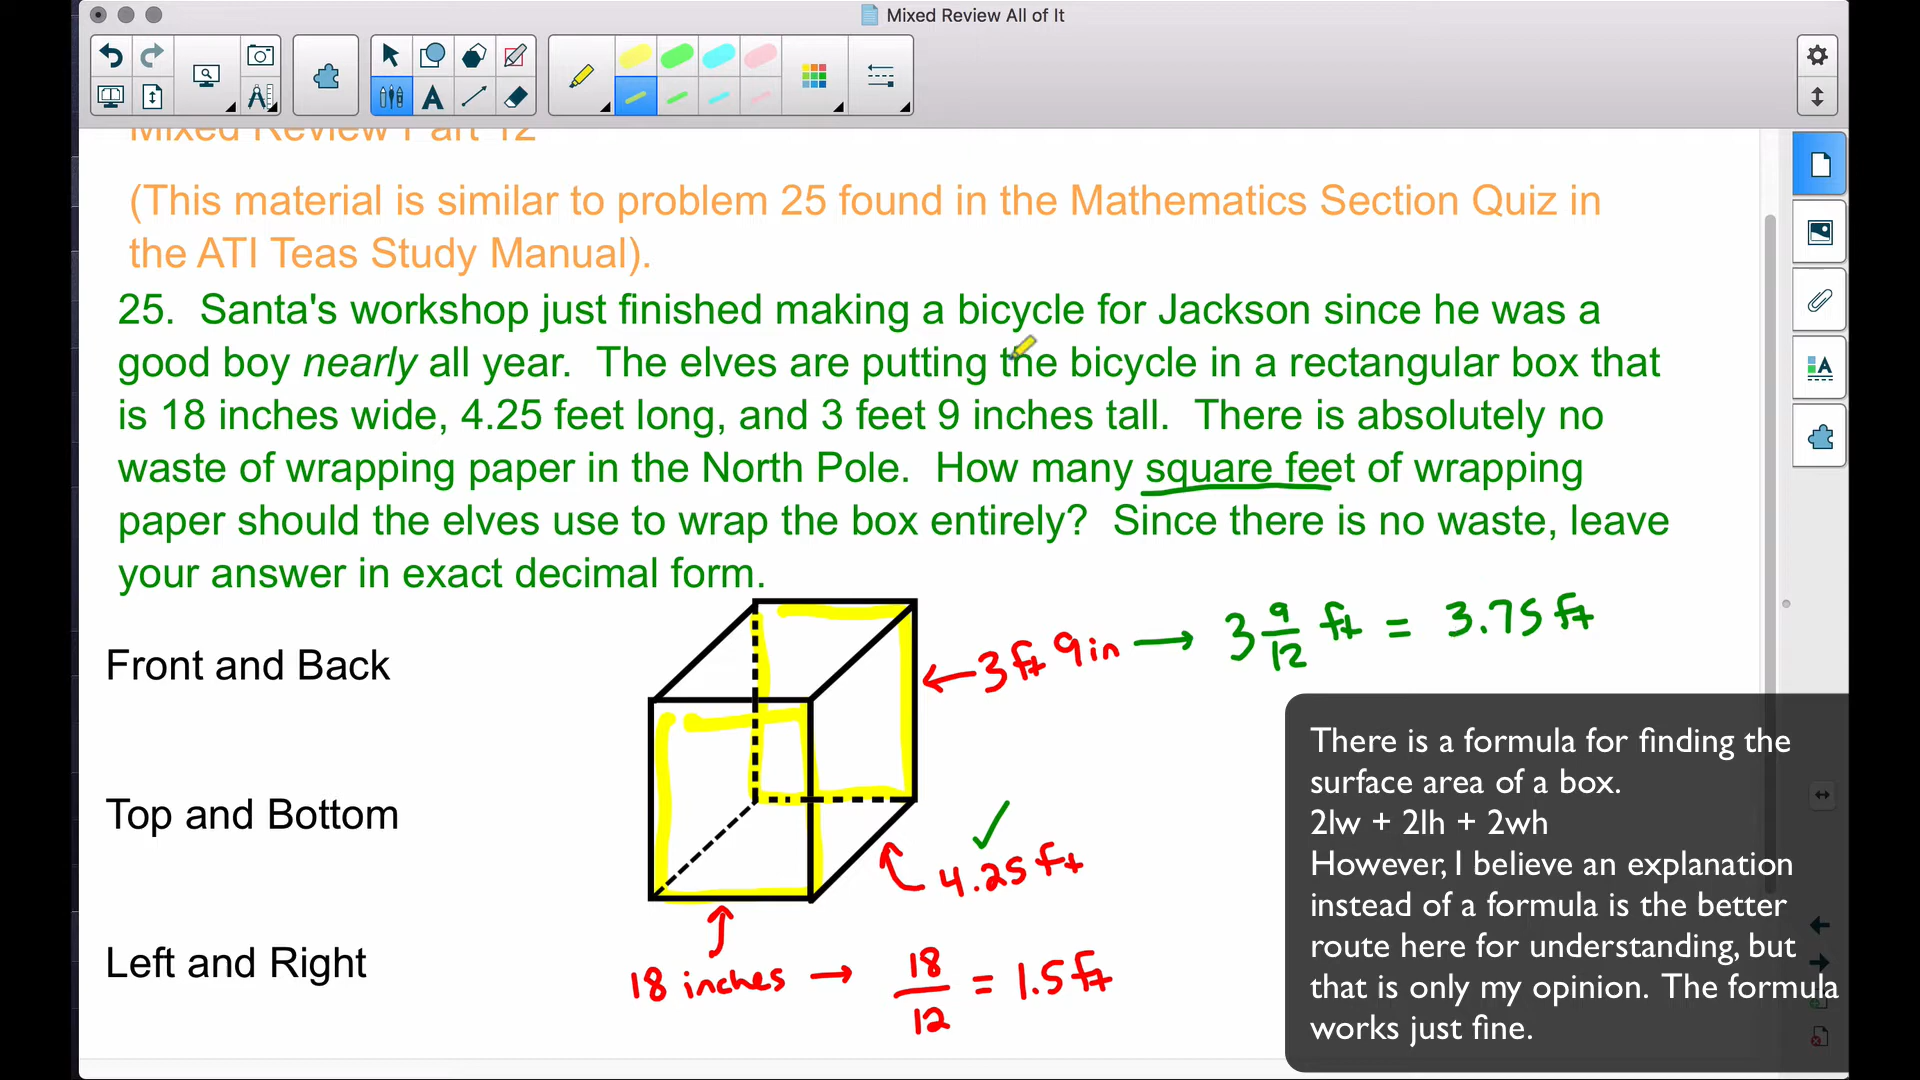 Mixed Review All of It
Mixed Review Part 12
(This material is similar to problem 25 found in the Mathematics Section Quiz in
the ATI Teas Study Manual).
25. Santa's workshop just finished making a bicycle for Jackson since he was a
good boy nearly all year. The elves are putting the bicycle in a rectangular box that
is 18 inches wide, 4.25 feet long, and 3 feet 9 inches tall. There is absolutely no
waste of wrapping paper in the North Pole. How many square feet of wrapping
paper should the elves use to wrap the box entirely? Since there is no waste, leave
your answer in exact decimal form.
Front and Back
Top and Bottom
Left and Right
←3ft 9in → 3 9/12 ft = 3.75 ft
✓
4.25 ft
18 inches → 18/12 = 1.5 ft
There is a formula for finding the
surface area of a box.
2lw + 2lh + 2wh
However, I believe an explanation
instead of a formula is the better
route here for understanding, but
that is only my opinion. The formula
works just fine.